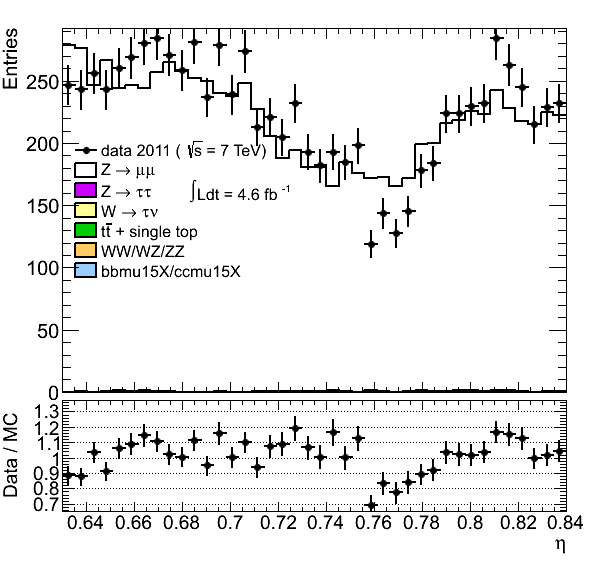 Entries
250
200
150
100
50
0
data 2011 ( √s = 7 TeV)
Z → μμ
Z → ττ
∫Ldt = 4.6 fb⁻¹
W → τν
tt̄ + single top
WW/WZ/ZZ
bbmu15X/ccmu15X
Data / MC
1.3
1.2
1.1
1
0.9
0.8
0.7
0.64 0.66 0.68 0.7 0.72 0.74 0.76 0.78 0.8 0.82 0.84
η